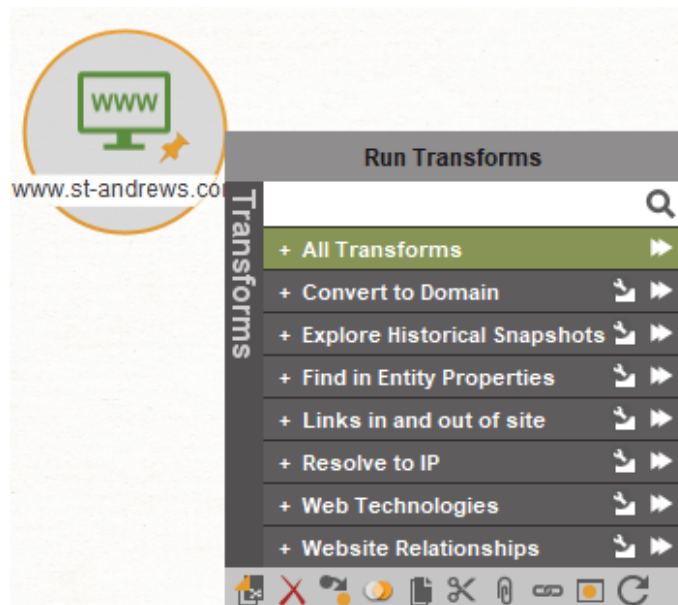 www
www.st-andrews.co
Run Transforms
Transforms
+ All Transforms
+ Convert to Domain
+ Explore Historical Snapshots
+ Find in Entity Properties
+ Links in and out of site
+ Resolve to IP
+ Web Technologies
+ Website Relationships